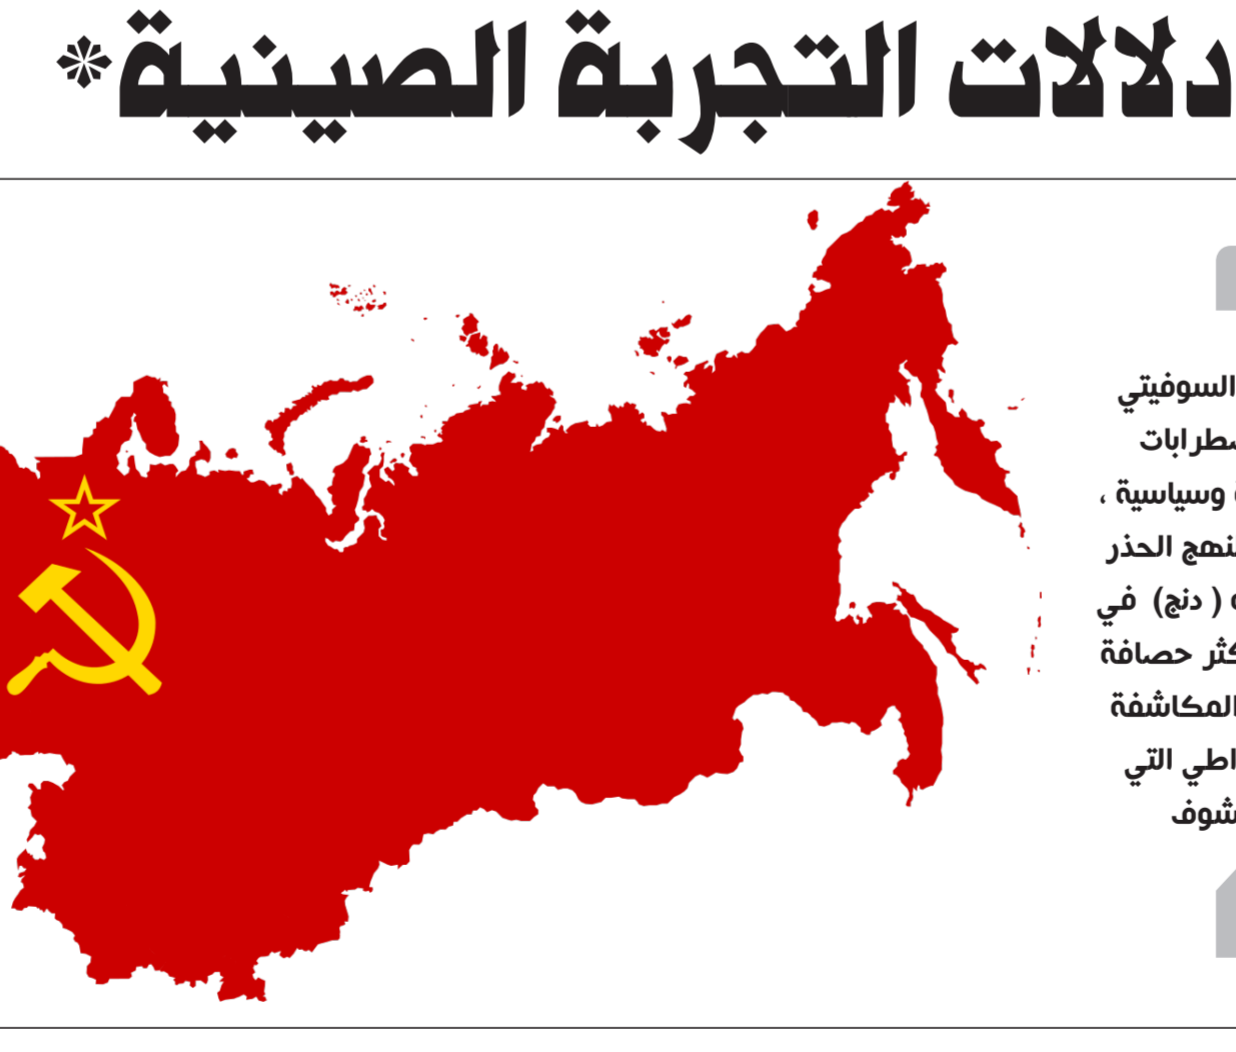 دلالات التجربة الصينية*
السوفيتي
وسياسية ،
الحذر
( دنج) في
حصافة
المكاشفة
التي